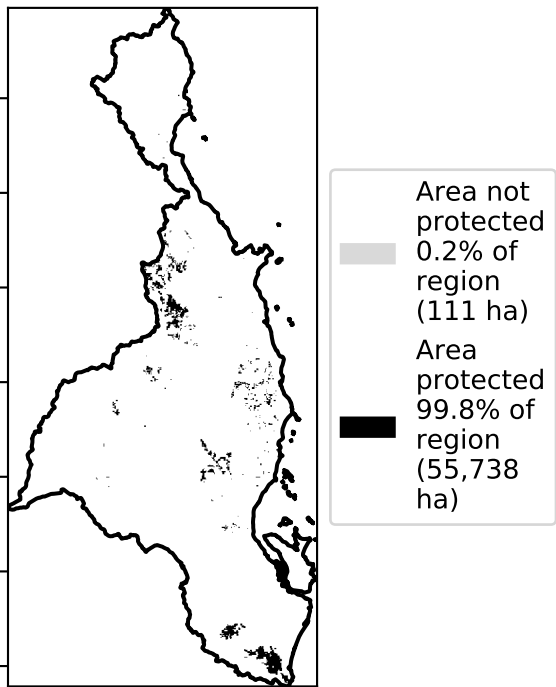 Area not
protected
0.2% of
region
(111 ha)
Area
protected
99.8% of
region
(55,738
ha)